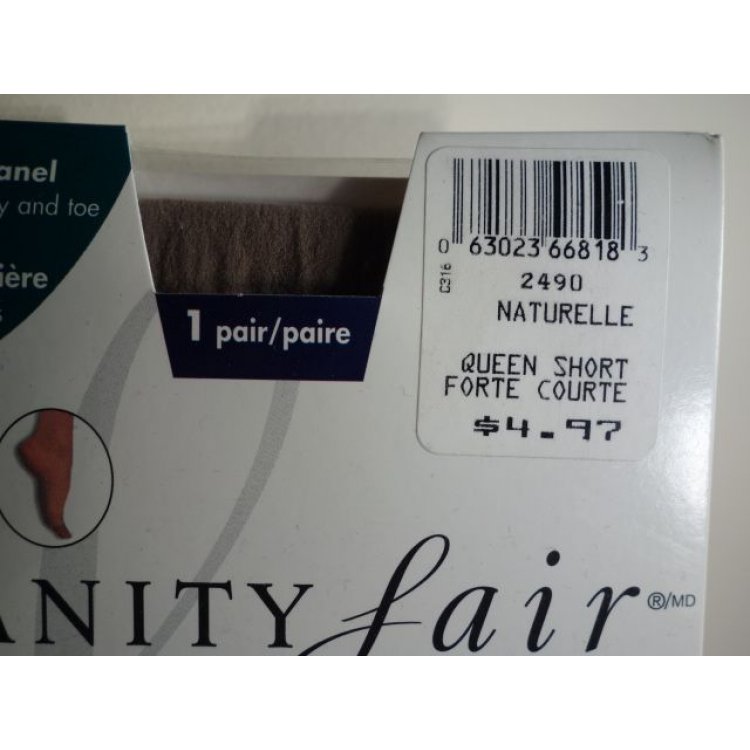 anel
y and toe
ière
s
1 pair/paire
0 63023 66818 3
C316
2490
NATURELLE
QUEEN SHORT
FORTE COURTE
$4.97
ANITY fair®/MD